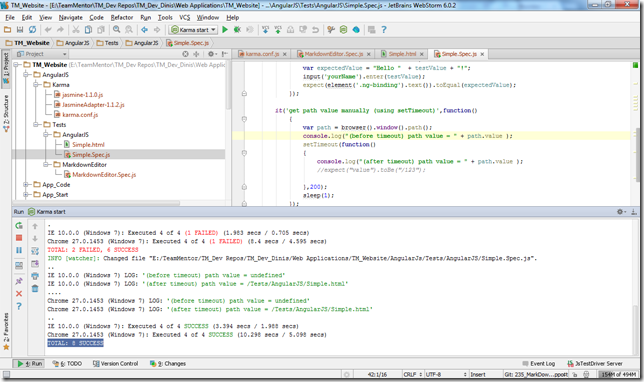 TM_Website - [E:\TeamMentor\TM_Dev Repos\TM_Dev_Dinis\Web Applications\TM_Website] - ...\AngularJS\Tests\AngularJS\Simple.Spec.js - JetBrains WebStorm 6.0.2
File Edit View Navigate Code Refactor Run Tools VCS Window Help
Karma start
TM_Website AngularJS Tests AngularJS Simple.Spec.js
Project
karma.conf.js MarkdownEditor.Spec.js Simple.html Simple.Spec.js
1: Project
Z: Structure
2: Favorites
TM_Website (E:\TeamMentor\TM_Dev Repos\TM_Dev_Dinis\Web Applicati
AngularJS
Karma
jasmine-1.1.0.js
JasmineAdapter-1.1.2.js
karma.conf.js
Tests
AngularJS
Simple.html
Simple.Spec.js
MarkdownEditor
MarkdownEditor.Spec.js
App_Code
App_Start
var expectedValue = "Hello " + testValue + "!";
input('yourName').enter(testValue);
expect(element('.ng-binding').text()).toEqual(expectedValue);
});
it('get path value manually (using setTimeout)',function()
{
var path = browser().window().path();
console.log("(before timeout) path value = " + path.value );
setTimeout(function()
{
console.log("(after timeout) path value = " + path.value );
//expect("value").toBe("/123");
},200);
sleep(1);
});
Run Karma start
.
IE 10.0.0 (Windows 7): Executed 4 of 4 (1 FAILED) (1.983 secs / 0.705 secs)
Chrome 27.0.1453 (Windows 7): Executed 4 of 4 (1 FAILED) (8.4 secs / 4.595 secs)
TOTAL: 2 FAILED, 6 SUCCESS
INFO [watcher]: Changed file "E:/TeamMentor/TM_Dev Repos/TM_Dev_Dinis/Web Applications/TM_Website/AngularJs/Tests/AngularJS/Simple.Spec.js".
..
IE 10.0.0 (Windows 7) LOG: '(before timeout) path value = undefined'
IE 10.0.0 (Windows 7) LOG: '(after timeout) path value = /Tests/AngularJS/Simple.html'
....
Chrome 27.0.1453 (Windows 7) LOG: '(before timeout) path value = undefined'
Chrome 27.0.1453 (Windows 7) LOG: '(after timeout) path value = /Tests/AngularJS/Simple.html'
..
IE 10.0.0 (Windows 7): Executed 4 of 4 SUCCESS (3.394 secs / 1.988 secs)
Chrome 27.0.1453 (Windows 7): Executed 4 of 4 SUCCESS (10.298 secs / 5.098 secs)
TOTAL: 8 SUCCESS
4: Run 6: TODO Version Control 9: Changes Event Log JsTestDriver Server
42:1/16 CRLF UTF-8 Insert Git: 235_MarkDow...pport 154M of 494M